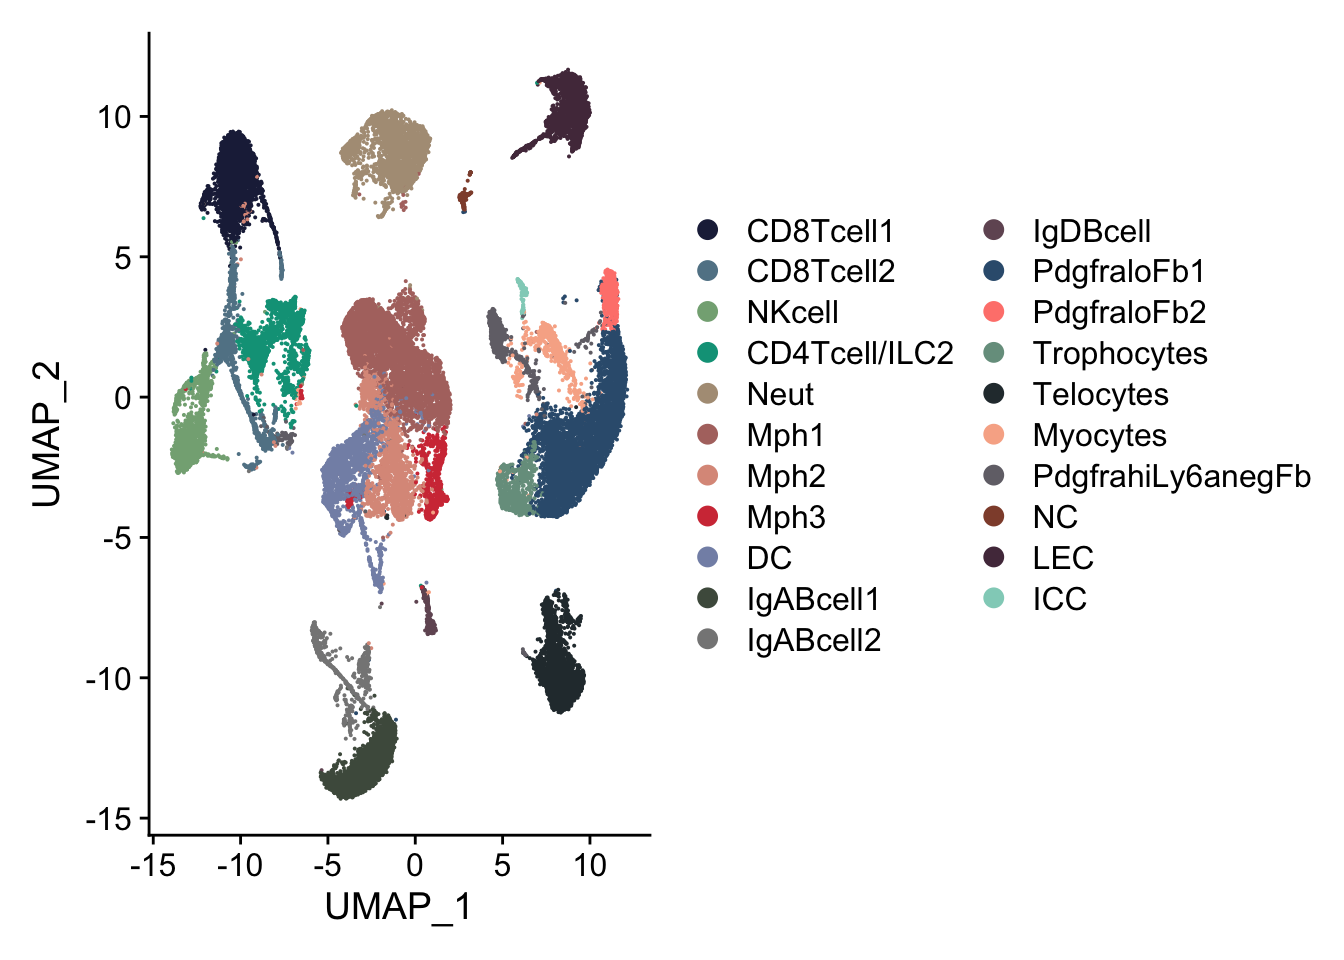 10
5
0
-5
-10
-15
UMAP_2
-15 -10 -5 0 5 10
UMAP_1
CD8Tcell1
CD8Tcell2
NKcell
CD4Tcell/ILC2
Neut
Mph1
Mph2
Mph3
DC
IgABcell1
IgABcell2
IgDBcell
PdgfraloFb1
PdgfraloFb2
Trophocytes
Telocytes
Myocytes
PdgfrahiLy6anegFb
NC
LEC
ICC